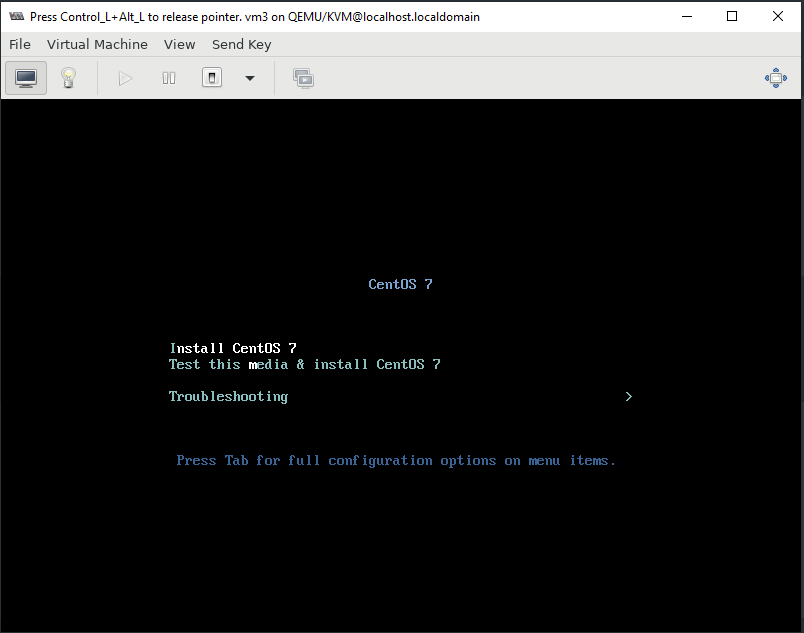 Press Control_L+Alt_L to release pointer. vm3 on QEMU/KVM@localhost.localdomain
File Virtual Machine View Send Key
CentOS 7
Install CentOS 7
Test this media & install CentOS 7
Troubleshooting >
Press Tab for full configuration options on menu items.